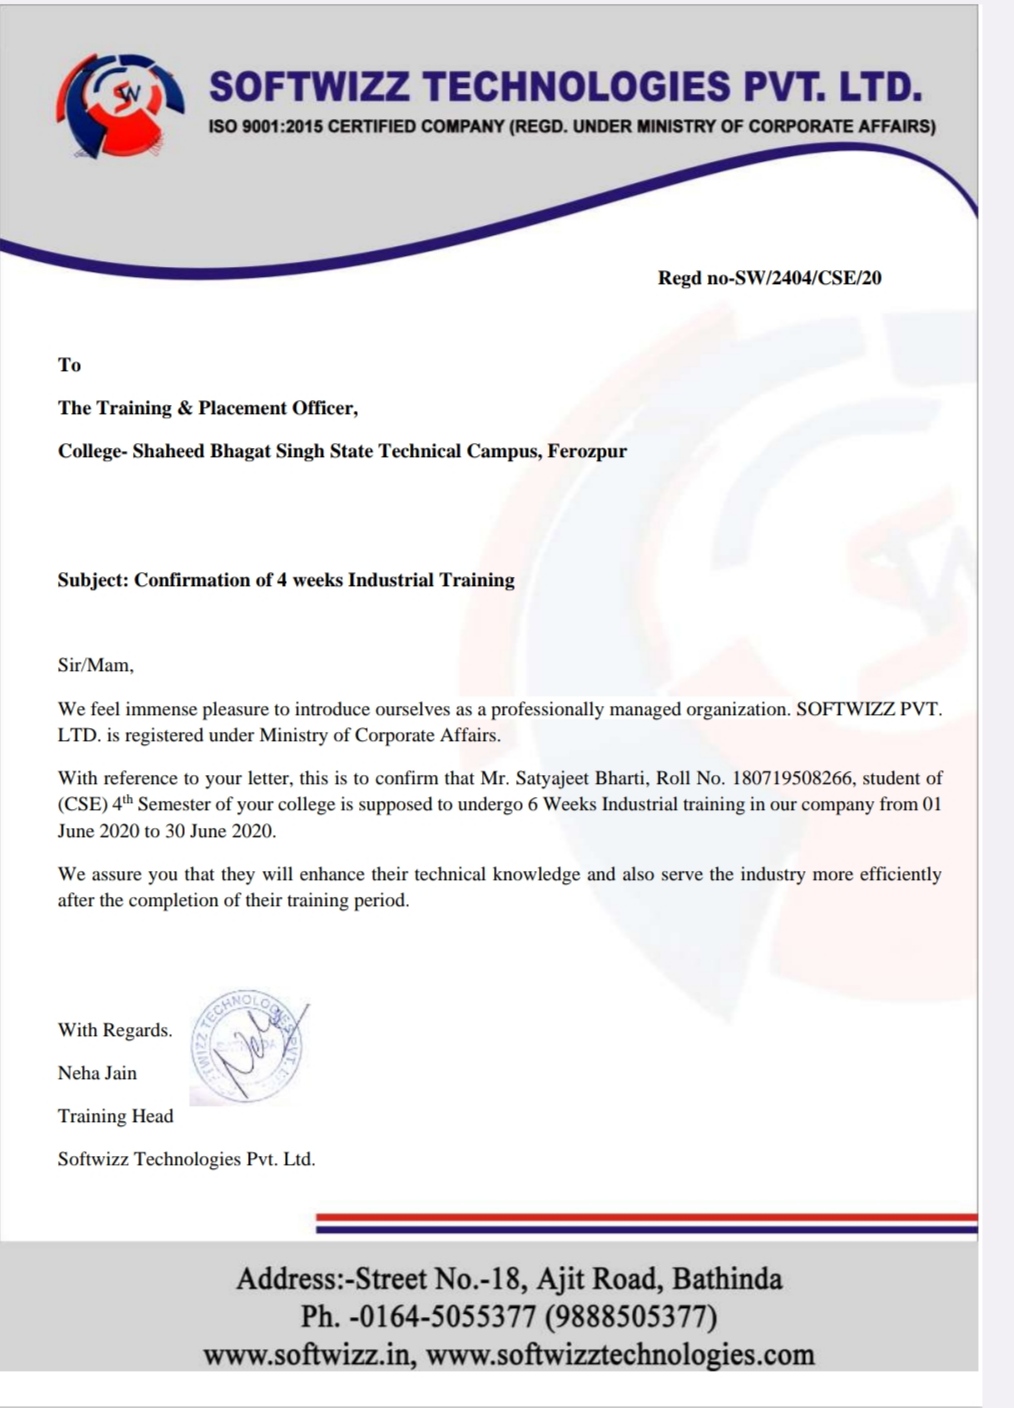 SW
SOFTWIZZ TECHNOLOGIES PVT. LTD.
ISO 9001:2015 CERTIFIED COMPANY (REGD. UNDER MINISTRY OF CORPORATE AFFAIRS)
Regd no-SW/2404/CSE/20
To
The Training & Placement Officer,
College- Shaheed Bhagat Singh State Technical Campus, Ferozpur
Subject: Confirmation of 4 weeks Industrial Training
Sir/Mam,
We feel immense pleasure to introduce ourselves as a professionally managed organization. SOFTWIZZ PVT.
LTD. is registered under Ministry of Corporate Affairs.
With reference to your letter, this is to confirm that Mr. Satyajeet Bharti, Roll No. 180719508266, student of
(CSE) 4th Semester of your college is supposed to undergo 6 Weeks Industrial training in our company from 01
June 2020 to 30 June 2020.
We assure you that they will enhance their technical knowledge and also serve the industry more efficiently
after the completion of their training period.
With Regards.
Neha Jain
Training Head
Softwizz Technologies Pvt. Ltd.
Address:-Street No.-18, Ajit Road, Bathinda
Ph. -0164-5055377 (9888505377)
www.softwizz.in, www.softwizztechnologies.com